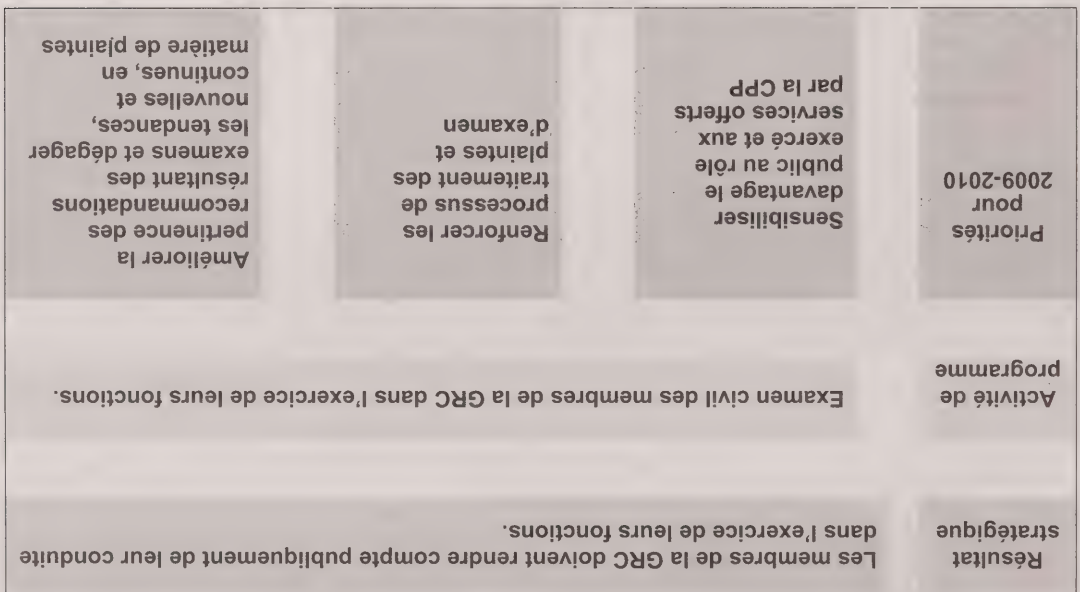 Résultat
stratégique
Les membres de la GRC doivent rendre compte publiquement de leur conduite
dans l'exercice de leurs fonctions.
Activité de
programme
Examen civil des membres de la GRC dans l'exercice de leurs fonctions.
Priorités
pour
2009-2010
Sensibiliser
davantage le
public au rôle
exercé et aux
services offerts
par la CPP
Renforcer les
processus de
traitement des
plaintes et
d'examen
Améliorer la
pertinence des
recommandations
résultant des
examens et dégager
les tendances,
nouvelles et
continues, en
matière de plaintes